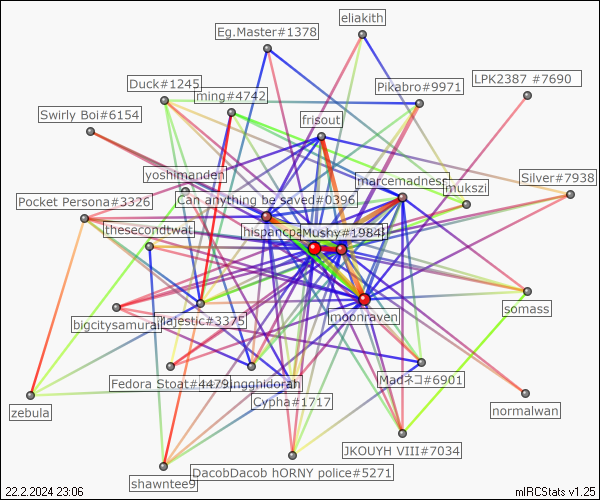 eliakith
Eg.Master#1378
LPK2387 #7690
Duck#1245
Pikabro#9971
ming#4742
Swirly Boi#6154
frisout
yoshimanden
marcemadnest
Silver#7938
mukszi
Pocket Persona#3326
Can anything be saved#0396
thesecondtwat
hispancpa
Mushy#1984
moonraven
somass
bigcitysamurai
Majestic#3375
Fedora Stoat#4479
ingghidorah
Madネコ#6901
Cypha#1717
zebula
normalwan
JKOUYH VIII#7034
DacobDacob hORNY police#5271
shawntee9
22.2.2024 23:06
mIRCStats v1.25